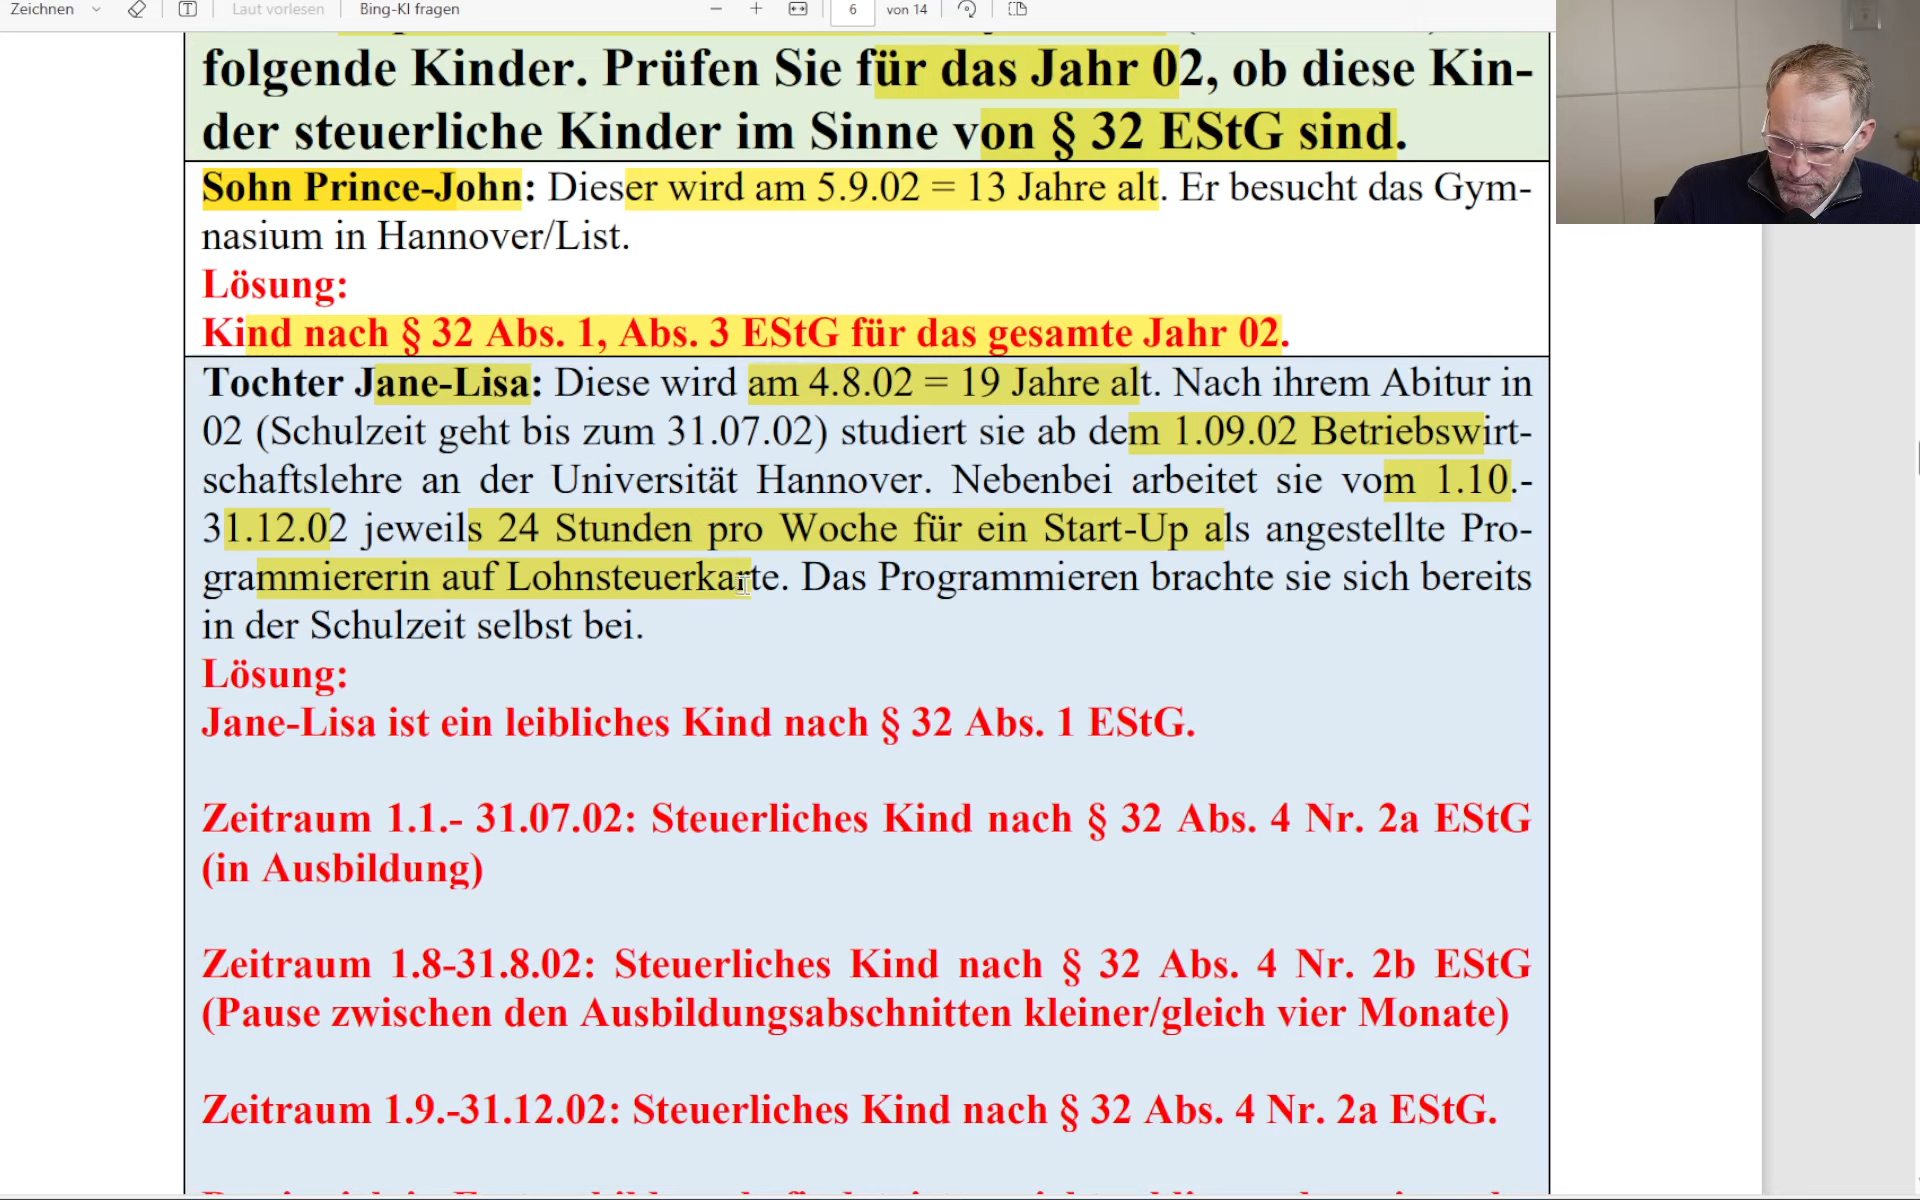 Zeichnen Laut vorlesen Bing-KI fragen 6 von 14
folgende Kinder. Prüfen Sie für das Jahr 02, ob diese Kin-
der steuerliche Kinder im Sinne von § 32 EStG sind.
Sohn Prince-John: Dieser wird am 5.9.02 = 13 Jahre alt. Er besucht das Gym-
nasium in Hannover/List.
Lösung:
Kind nach § 32 Abs. 1, Abs. 3 EStG für das gesamte Jahr 02.
Tochter Jane-Lisa: Diese wird am 4.8.02 = 19 Jahre alt. Nach ihrem Abitur in
02 (Schulzeit geht bis zum 31.07.02) studiert sie ab dem 1.09.02 Betriebswirt-
schaftslehre an der Universität Hannover. Nebenbei arbeitet sie vom 1.10.-
31.12.02 jeweils 24 Stunden pro Woche für ein Start-Up als angestellte Pro-
grammiererin auf Lohnsteuerkarte. Das Programmieren brachte sie sich bereits
in der Schulzeit selbst bei.
Lösung:
Jane-Lisa ist ein leibliches Kind nach § 32 Abs. 1 EStG.
Zeitraum 1.1.- 31.07.02: Steuerliches Kind nach § 32 Abs. 4 Nr. 2a EStG
(in Ausbildung)
Zeitraum 1.8-31.8.02: Steuerliches Kind nach § 32 Abs. 4 Nr. 2b EStG
(Pause zwischen den Ausbildungsabschnitten kleiner/gleich vier Monate)
Zeitraum 1.9.-31.12.02: Steuerliches Kind nach § 32 Abs. 4 Nr. 2a EStG.